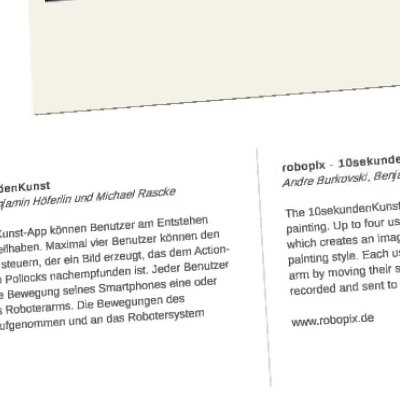 denKunst
njamin Höferlin und Michael Raschke
Kunst-App können Benutzer am Entstehen
eilhaben. Maximal vier Benutzer können den
steuern, der ein Bild erzeugt, das dem Action-
Pollocks nachempfunden ist. Jeder Benutzer
e Bewegung seines Smartphones eine oder
s Roboterarms. Die Bewegungen des
ufgenommen und an das Robotersystem
robopix - 10sekunde
Andre Burkovski, Benj
The 10sekundenKunst
painting. Up to four us
which creates an imag
painting style. Each us
arm by moving their s
recorded and sent to
www.robopix.de